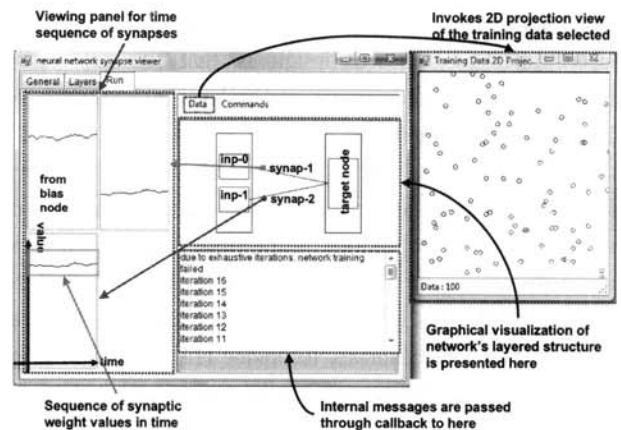 Viewing panel for time
sequence of synapses
Invokes 2D projection view
of the training data selected
neural network synapse viewer
General Layers Run
Data Commands
Training Data 2D Projec...
inp-0
synap-1
inp-1
synap-2
target node
from
bias
node
value
time
due to exhaustive iterations. network training
failed
iteration 16
iteration 15
iteration 14
iteration 13
iteration 12
iteration 11
Data : 100
Graphical visualization of
network's layered structure
is presented here
Sequence of synaptic
weight values in time
Internal messages are passed
through callback to here